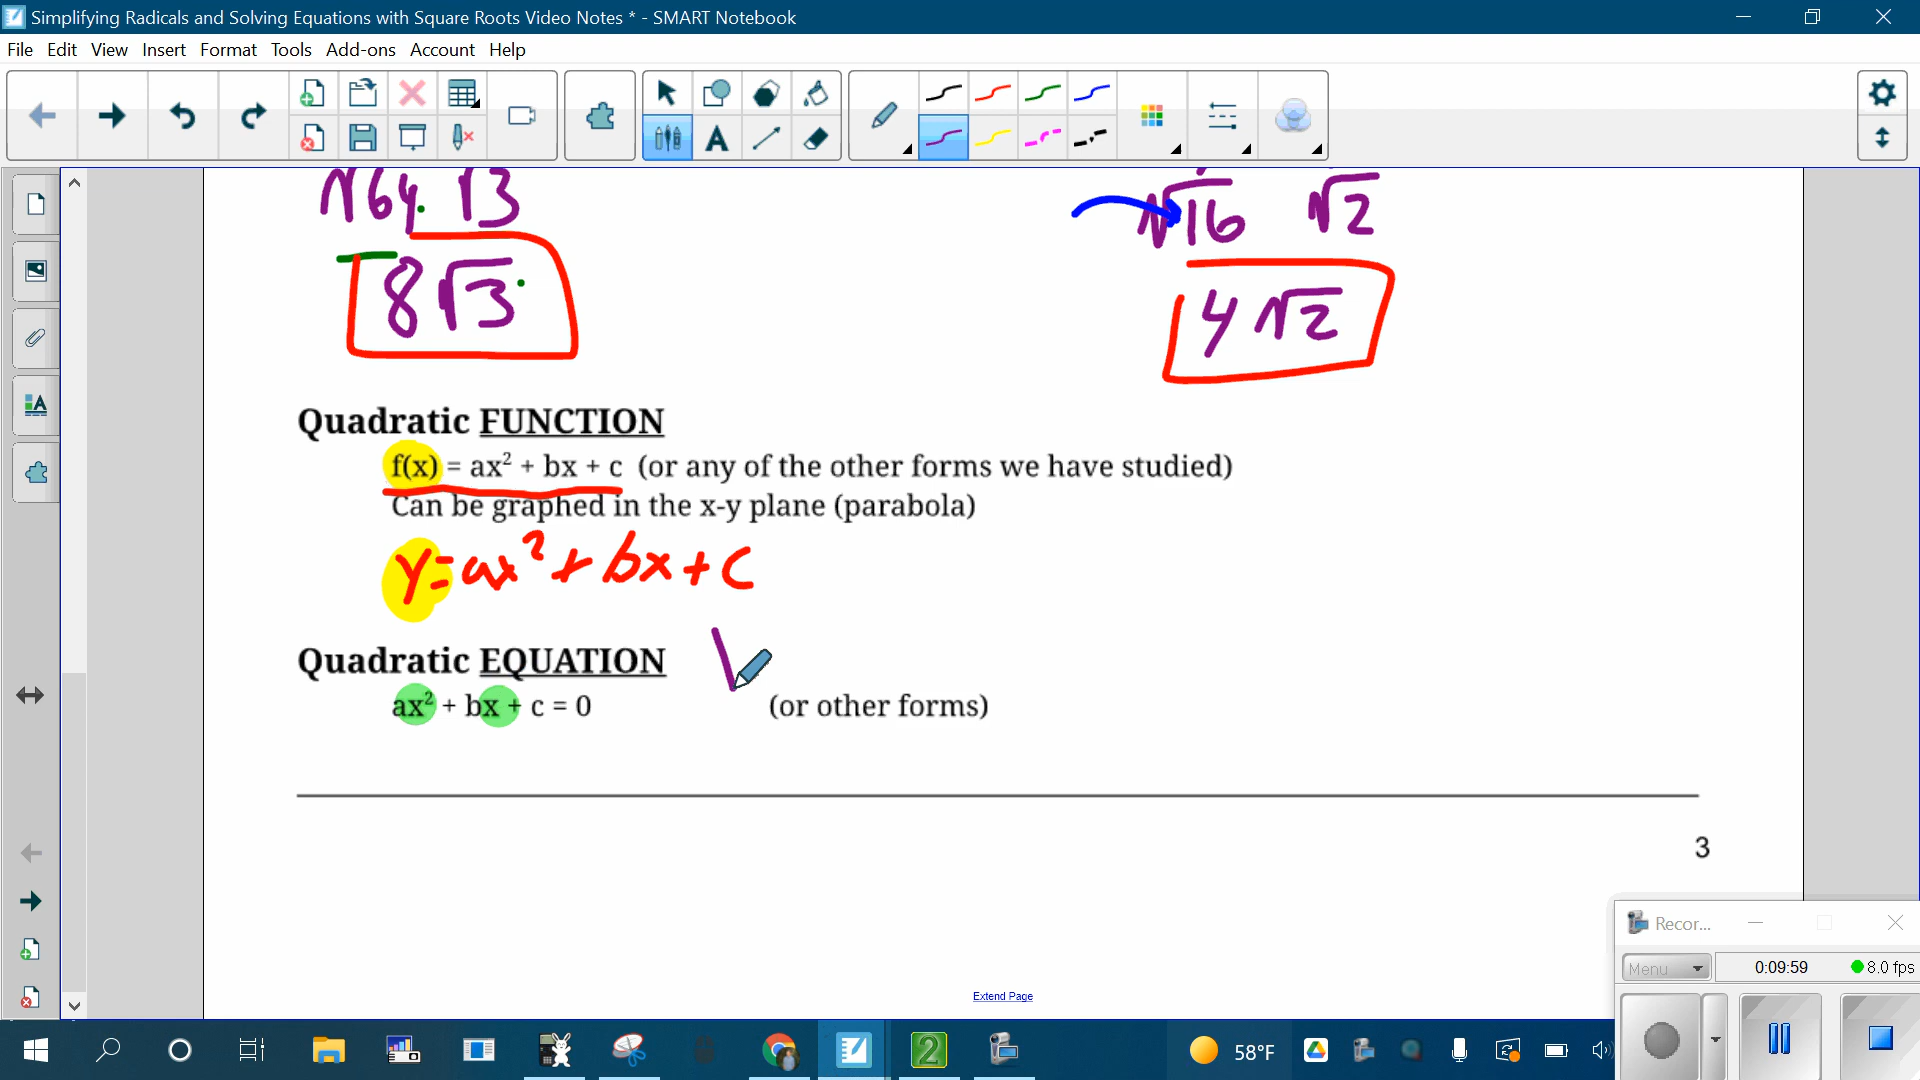 Simplifying Radicals and Solving Equations with Square Roots Video Notes * - SMART Notebook
File Edit View Insert Format Tools Add-ons Account Help
√64 · √3
√16 √2
8√3
4√2
Quadratic FUNCTION
f(x) = ax² + bx + c (or any of the other forms we have studied)
Can be graphed in the x-y plane (parabola)
y = ax² + bx + c
Quadratic EQUATION
ax² + bx + c = 0 (or other forms)
3
Extend Page
Recor...
Menu 0:09:59 8.0 fps
58°F